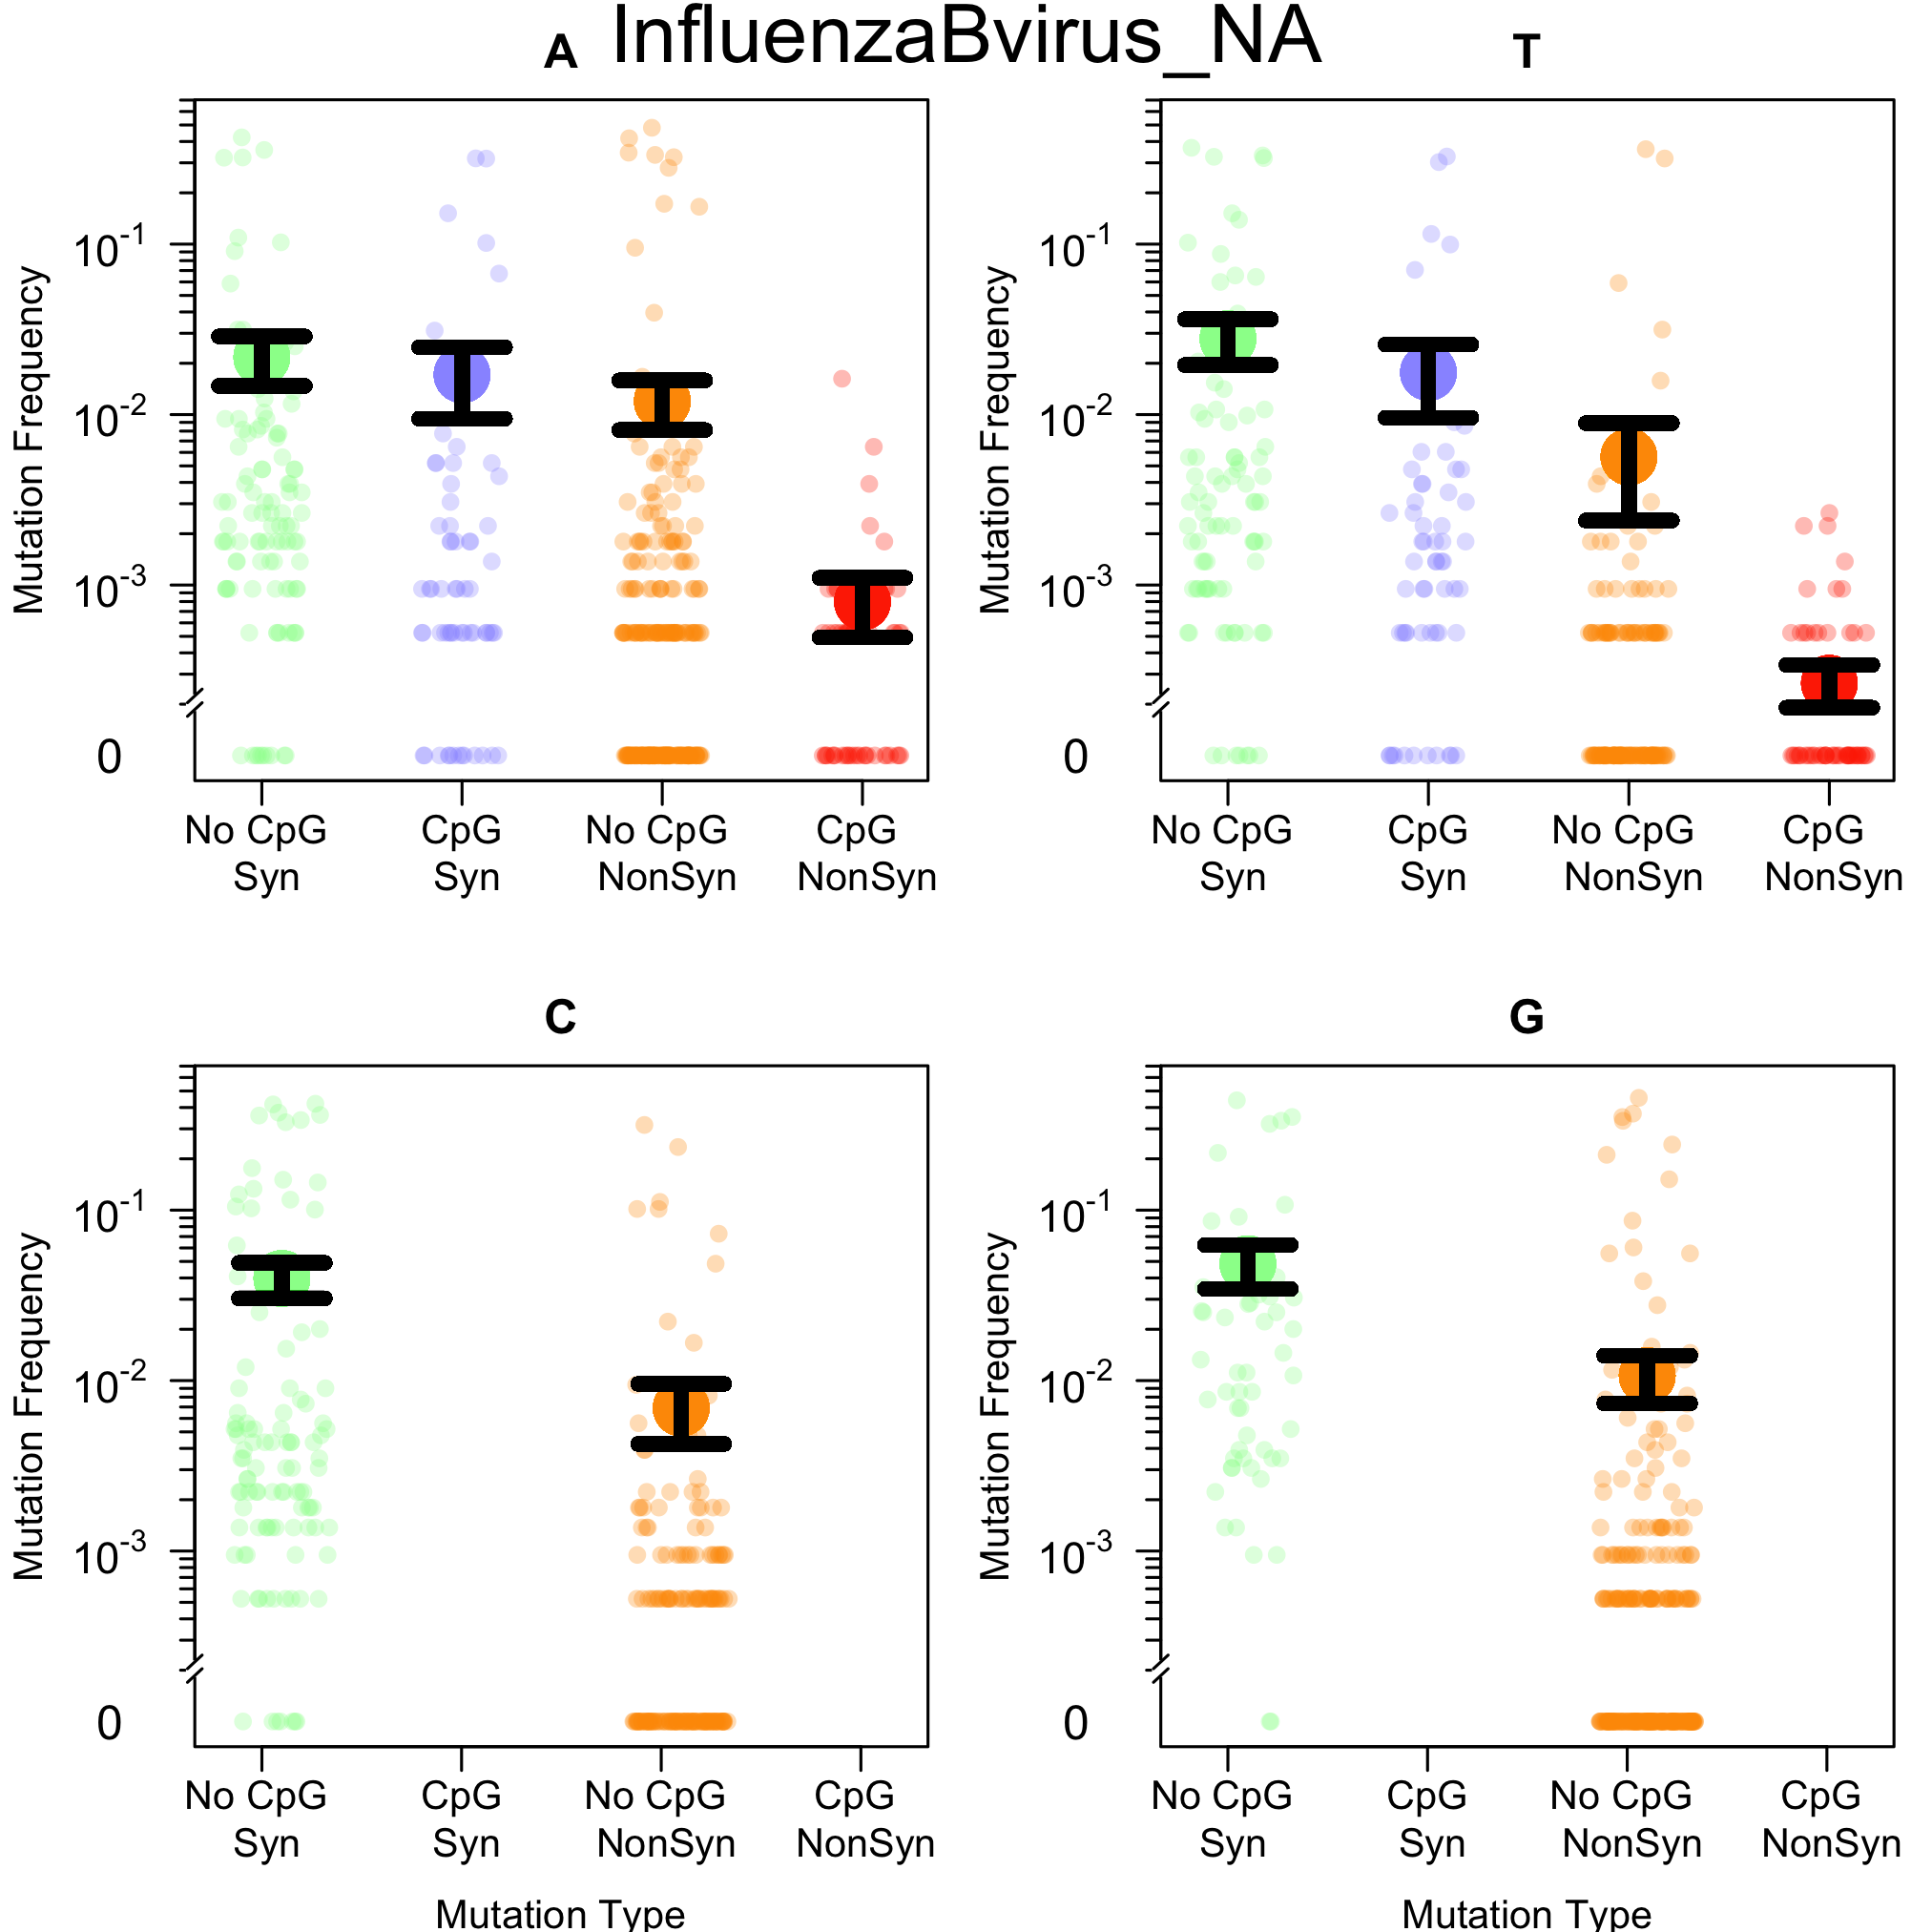 InfluenzaBvirus_NA
A
Mutation Frequency
10-1
10-2
10-3
0
No CpG CpG No CpG CpG
Syn Syn NonSyn NonSyn
T
Mutation Frequency
10-1
10-2
10-3
0
No CpG CpG No CpG CpG
Syn Syn NonSyn NonSyn
C
Mutation Frequency
10-1
10-2
10-3
0
No CpG CpG No CpG CpG
Syn Syn NonSyn NonSyn
Mutation Type
G
Mutation Frequency
10-1
10-2
10-3
0
No CpG CpG No CpG CpG
Syn Syn NonSyn NonSyn
Mutation Type